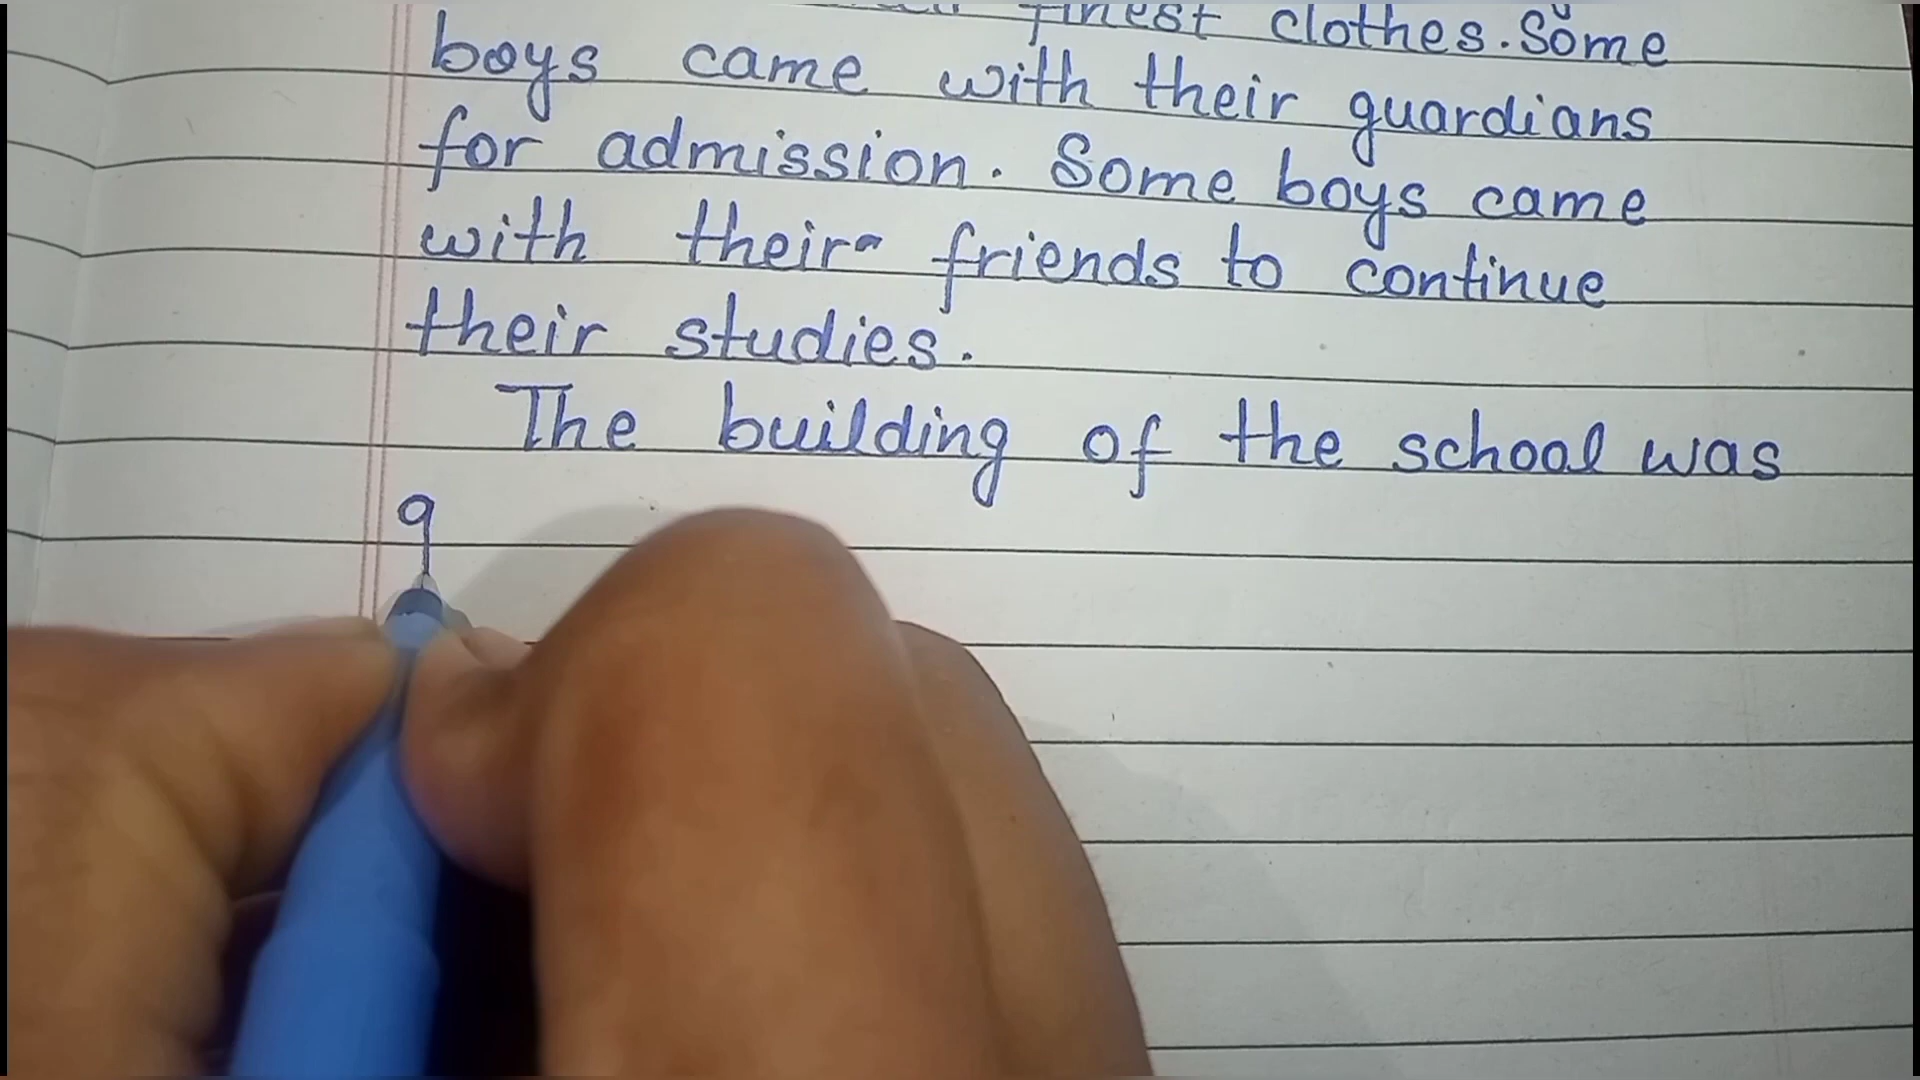 finest clothes. Some
boys came with their guardians
for admission. Some boys came
with their friends to continue
their studies.
The building of the school was